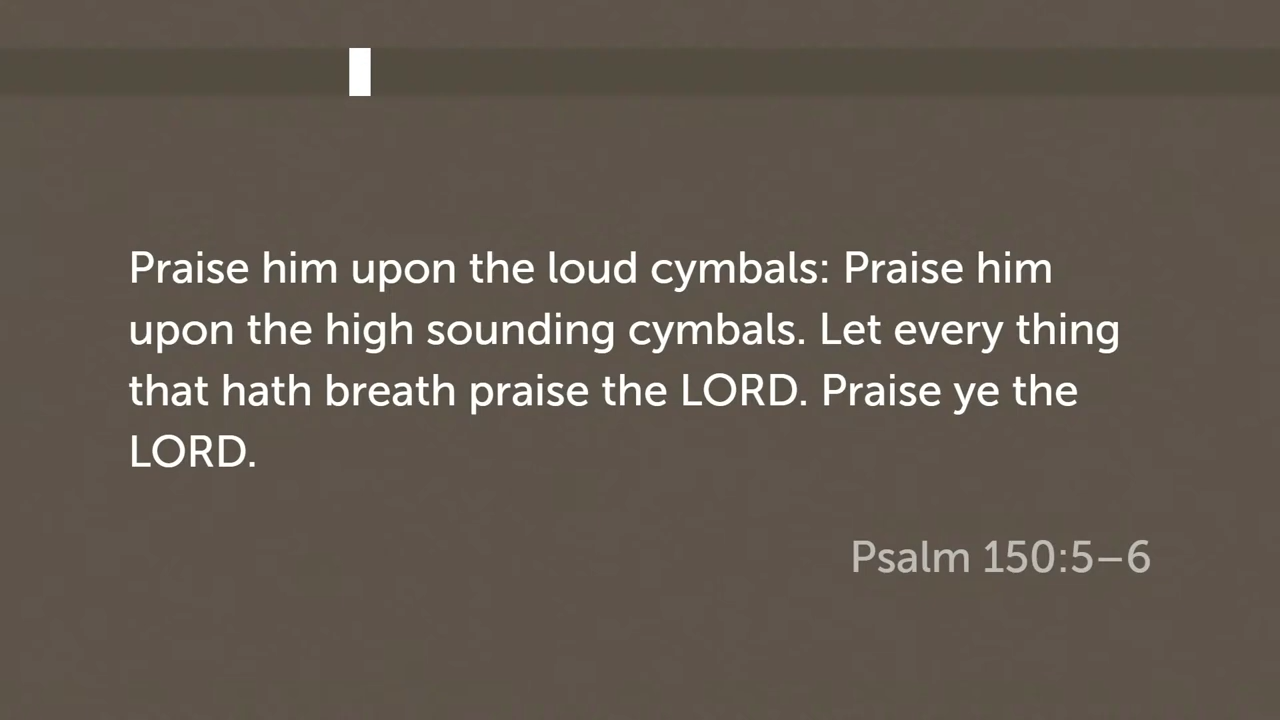 Praise him upon the loud cymbals: Praise him
upon the high sounding cymbals. Let every thing
that hath breath praise the LORD. Praise ye the
LORD.
Psalm 150:5–6